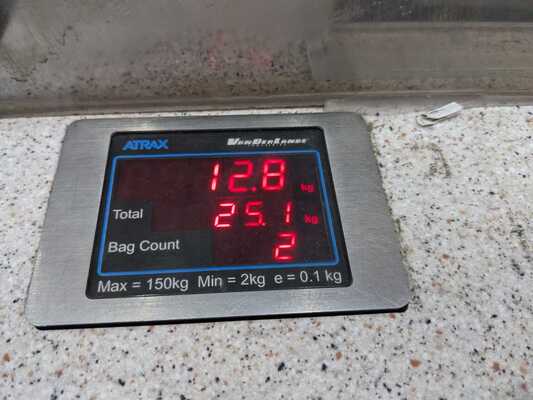 ATRAX VANDERLANDE
12.8 kg
Total 25.1 kg
Bag Count 2
Max = 150kg Min = 2kg e = 0.1 kg